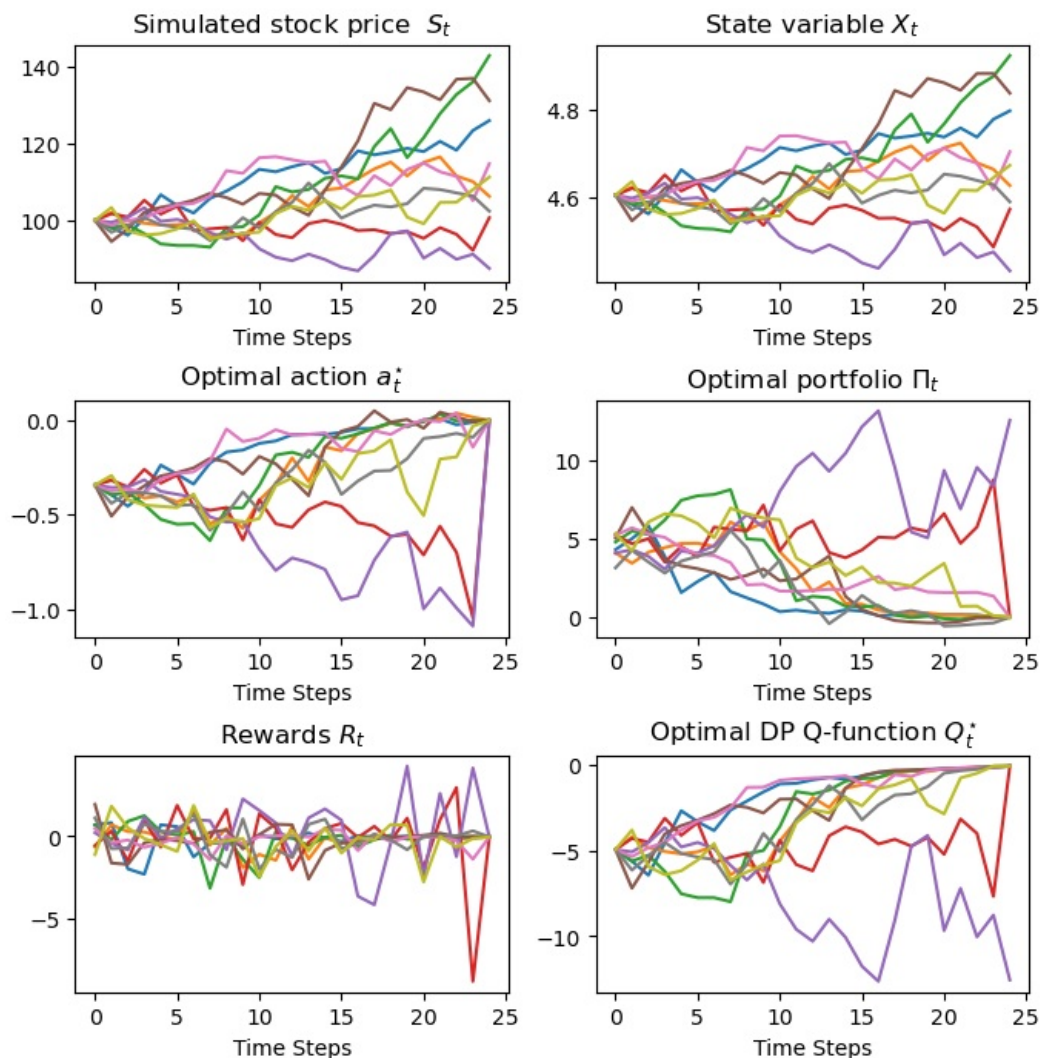 Simulated stock price S_t
140
120
100
0 5 10 15 20 25
Time Steps
State variable X_t
4.8
4.6
0 5 10 15 20 25
Time Steps
Optimal action a_t^⋆
0.0
−0.5
−1.0
0 5 10 15 20 25
Time Steps
Optimal portfolio Π_t
10
5
0
0 5 10 15 20 25
Time Steps
Rewards R_t
0
−5
0 5 10 15 20 25
Time Steps
Optimal DP Q-function Q_t^⋆
0
−5
−10
0 5 10 15 20 25
Time Steps